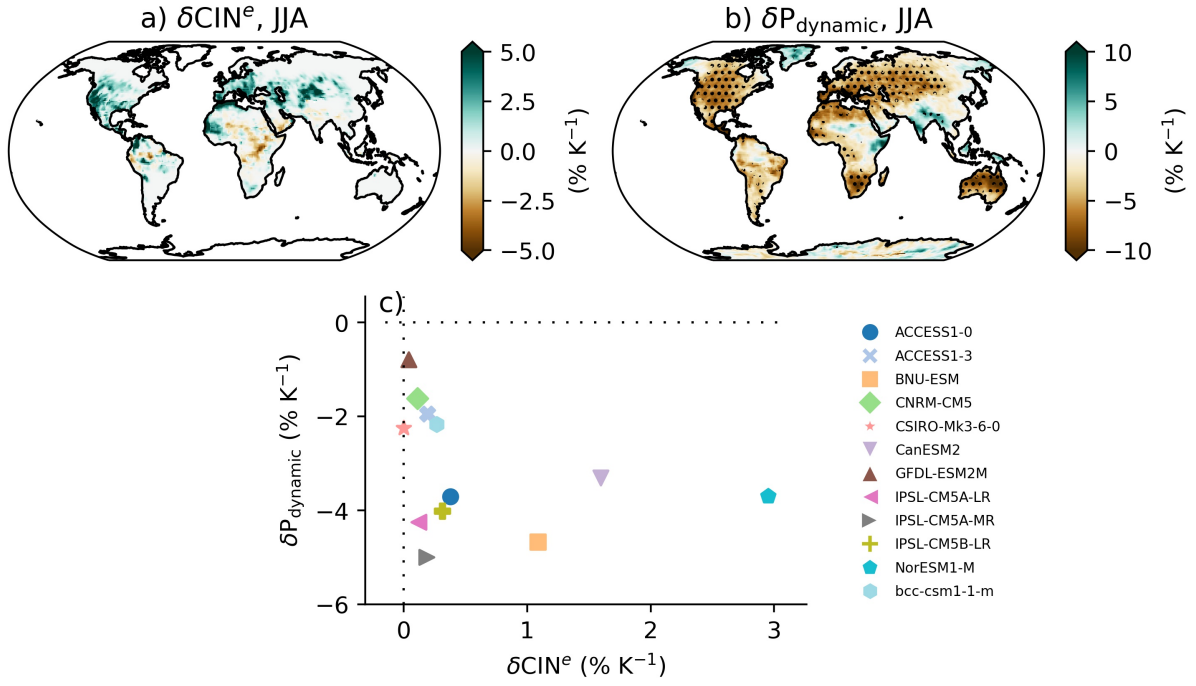 a) δCINᵉ, JJA
b) δP_dynamic, JJA
5.0
2.5
0.0
−2.5
−5.0
(% K⁻¹)
10
5
0
−5
−10
(% K⁻¹)
c)
0
−2
−4
−6
δP_dynamic (% K⁻¹)
0
1
2
3
δCINᵉ (% K⁻¹)
ACCESS1-0
ACCESS1-3
BNU-ESM
CNRM-CM5
CSIRO-Mk3-6-0
CanESM2
GFDL-ESM2M
IPSL-CM5A-LR
IPSL-CM5A-MR
IPSL-CM5B-LR
NorESM1-M
bcc-csm1-1-m